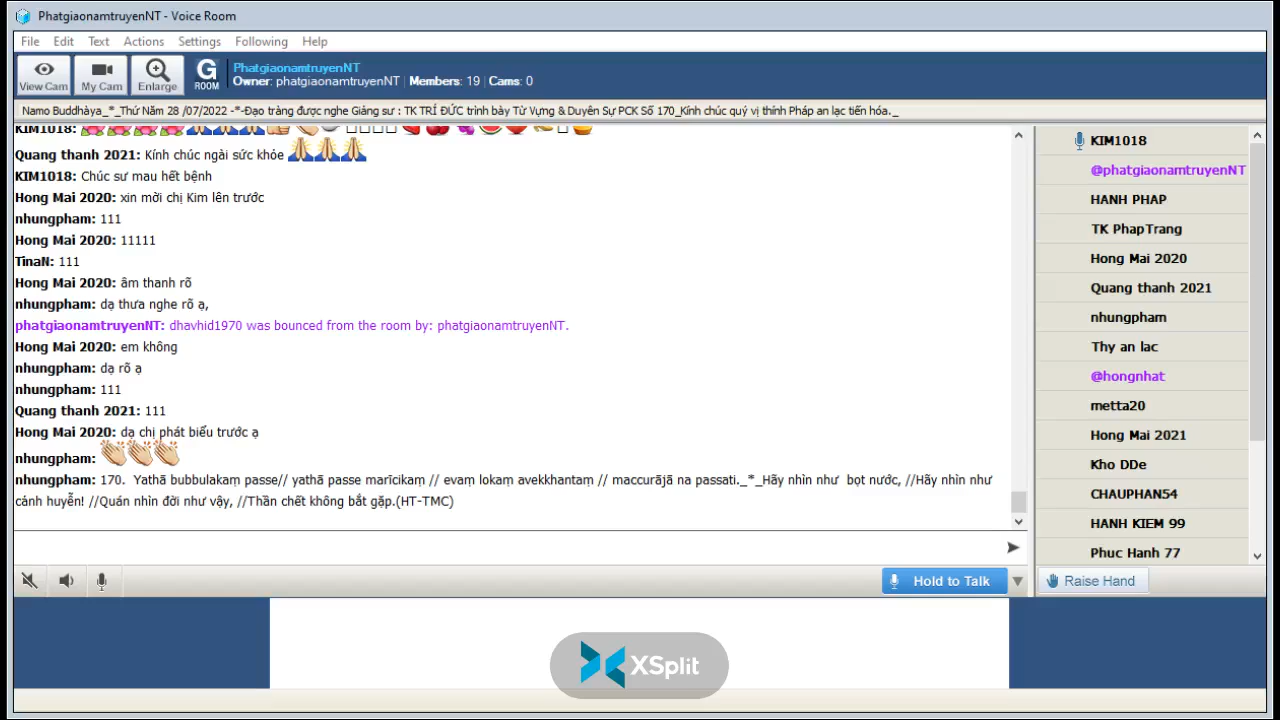 PhatgiaonamtruyenNT - Voice Room
File Edit Text Actions Settings Following Help
View Cam My Cam Enlarge G ROOM PhatgiaonamtruyenNT
Owner: phatgiaonamtruyenNT | Members: 19 | Cams: 0
Namo Buddhàya_*_Thứ Năm 28 /07/2022 -*-Đạo tràng được nghe Giảng sư : TK TRÍ ĐỨC trình bày Từ Vựng & Duyên Sự PCK Số 170_Kính chúc quý vị thính Pháp an lạc tiến hóa._
KIM1018:
Quang thanh 2021: Kính chúc ngài sức khỏe
KIM1018: Chúc sư mau hết bệnh
Hong Mai 2020: xin mời chị Kim lên trước
nhungpham: 111
Hong Mai 2020: 11111
TinaN: 111
Hong Mai 2020: âm thanh rõ
nhungpham: dạ thưa nghe rõ ạ,
phatgiaonamtruyenNT: dhavhid1970 was bounced from the room by: phatgiaonamtruyenNT.
Hong Mai 2020: em không
nhungpham: dạ rõ ạ
nhungpham: 111
Quang thanh 2021: 111
Hong Mai 2020: dạ chị phát biểu trước ạ
nhungpham:
nhungpham: 170. Yathā bubbulakaṃ passe// yathā passe marīcikaṃ // evaṃ lokaṃ avekkhantaṃ // maccurājā na passati._*_Hãy nhìn như bọt nước, //Hãy nhìn như
cảnh huyễn! //Quán nhìn đời như vậy, //Thần chết không bắt gặp.(HT-TMC)
KIM1018
@phatgiaonamtruyenNT
HANH PHAP
TK PhapTrang
Hong Mai 2020
Quang thanh 2021
nhungpham
Thy an lac
@hongnhat
metta20
Hong Mai 2021
Kho DDe
CHAUPHAN54
HANH KIEM 99
Phuc Hanh 77
Hold to Talk
Raise Hand
XSplit